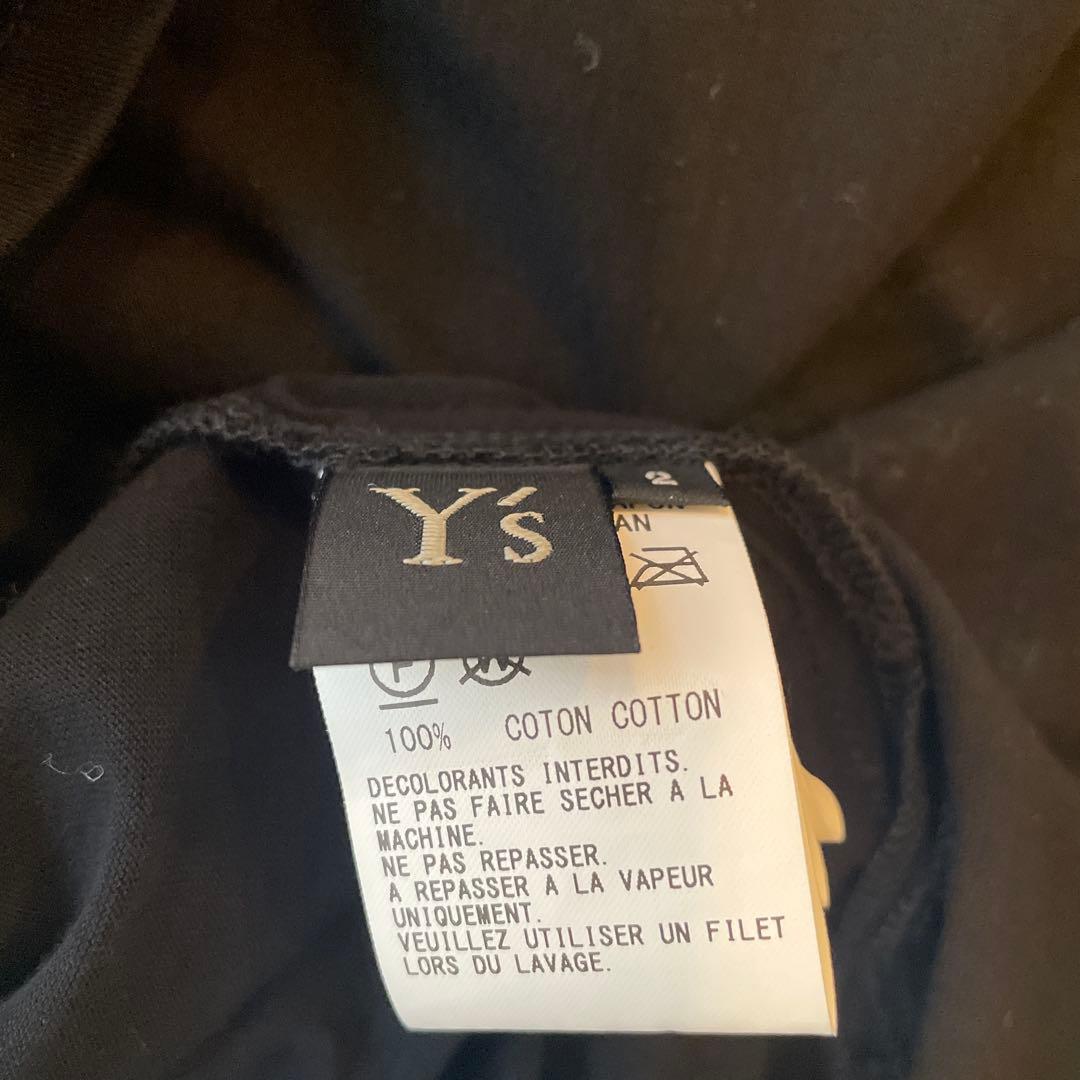 Y's
2
100% COTON COTTON
DECOLORANTS INTERDITS.
NE PAS FAIRE SECHER A LA
MACHINE.
NE PAS REPASSER.
A REPASSER A LA VAPEUR
UNIQUEMENT.
VEUILLEZ UTILISER UN FILET
LORS DU LAVAGE.